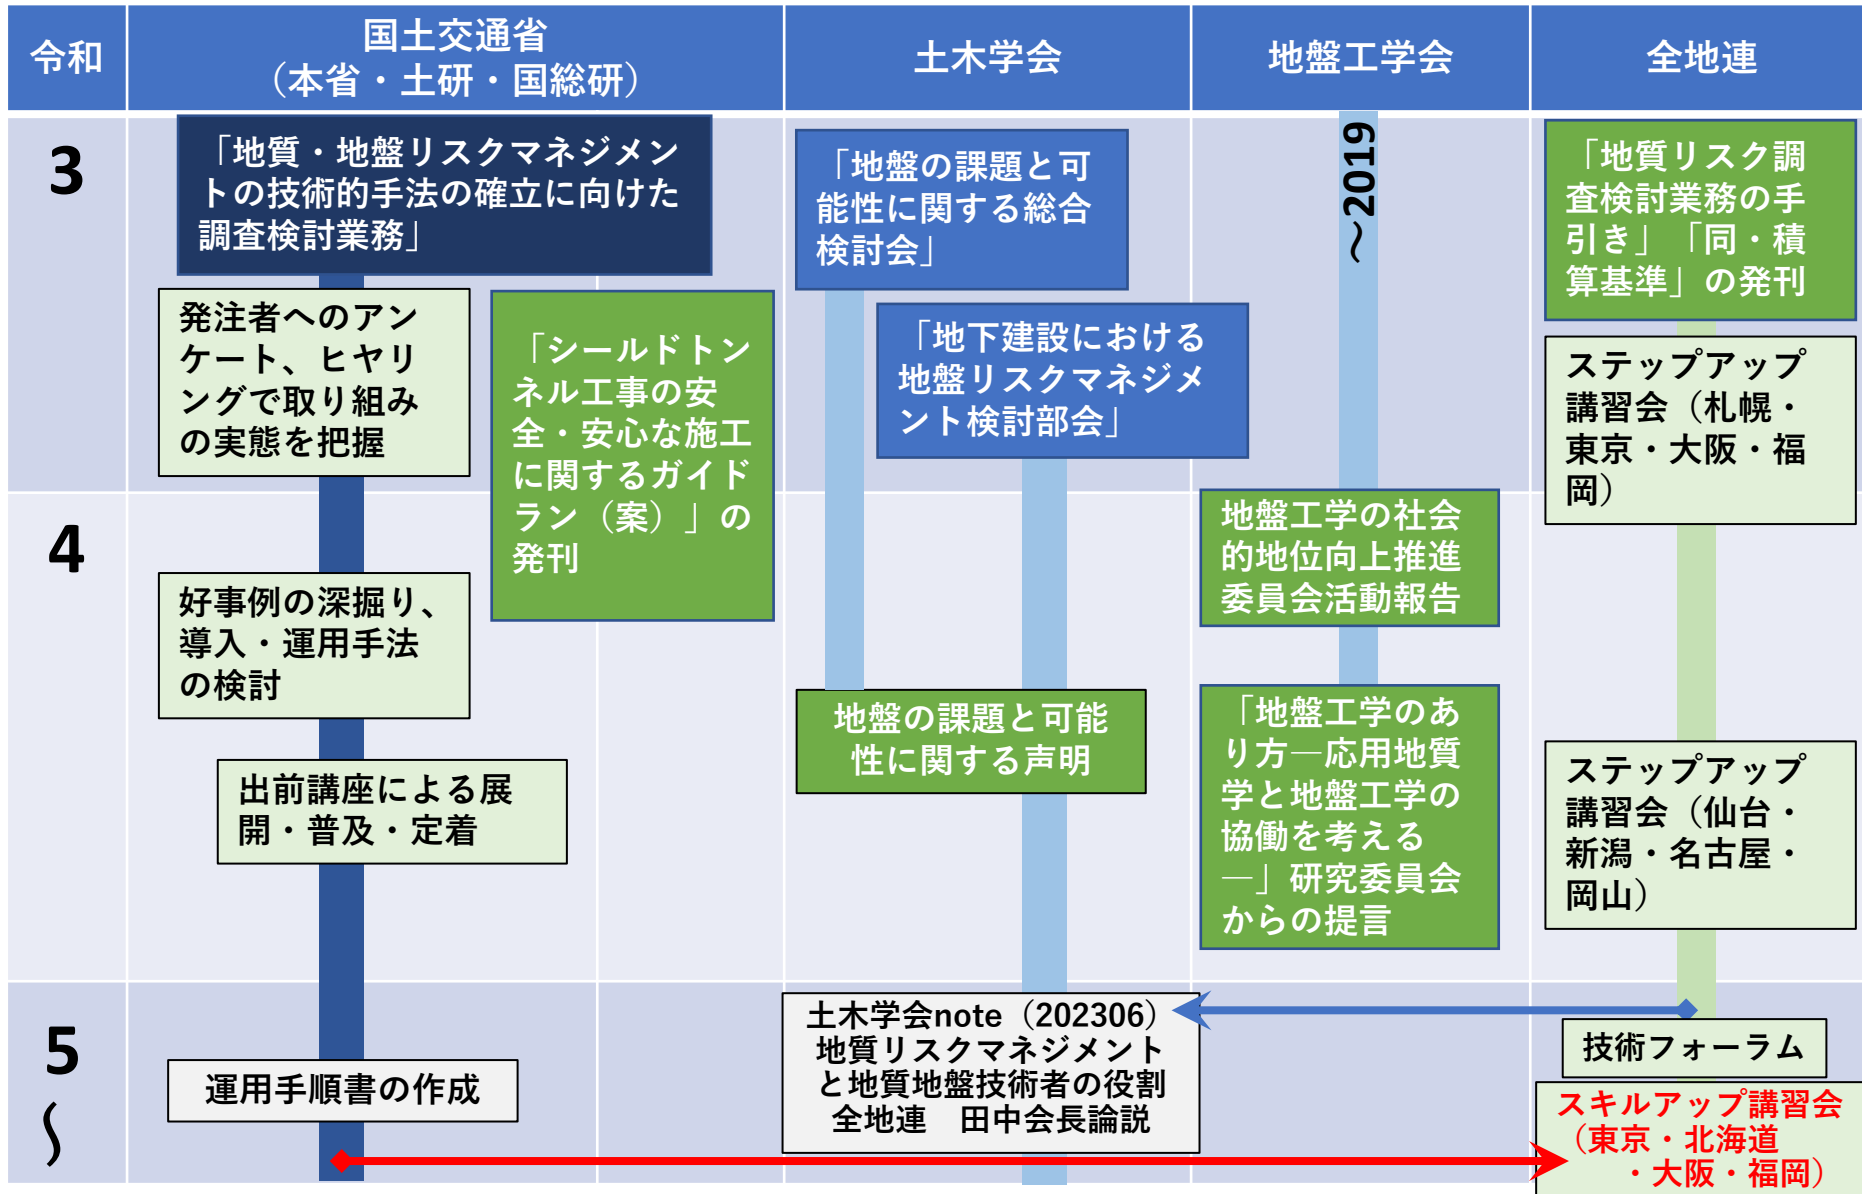 令和
国土交通省
（本省・土研・国総研）
土木学会
地盤工学会
全地連
3
「地質・地盤リスクマネジメン
トの技術的手法の確立に向けた
調査検討業務」
発注者へのアン
ケート、ヒヤリ
ングで取り組み
の実態を把握
「シールドトン
ネル工事の安
全・安心な施工
に関するガイド
ラン（案）」の
発刊
「地盤の課題と可
能性に関する総合
検討会」
「地下建設における
地盤リスクマネジメ
ント検討部会」
～2019
「地質リスク調
査検討業務の手
引き」「同・積
算基準」の発刊
ステップアップ
講習会（札幌・
東京・大阪・福
岡）
4
好事例の深掘り、
導入・運用手法
の検討
出前講座による展
開・普及・定着
地盤の課題と可能
性に関する声明
地盤工学の社会
的地位向上推進
委員会活動報告
「地盤工学のあ
り方―応用地質
学と地盤工学の
協働を考える
―」研究委員会
からの提言
ステップアップ
講習会（仙台・
新潟・名古屋・
岡山）
5
～
運用手順書の作成
土木学会note（202306）
地質リスクマネジメント
と地質地盤技術者の役割
全地連　田中会長論説
技術フォーラム
スキルアップ講習会
（東京・北海道
・大阪・福岡）